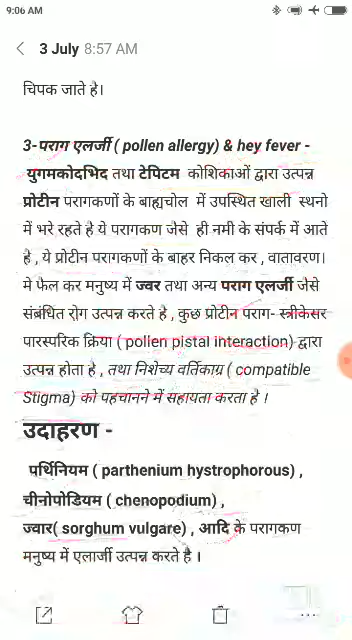 9:06 AM
3 July 8:57 AM
चिपक जाते है।
3-पराग एलर्जी ( pollen allergy) & hey fever -
युगमकोदभिद तथा टेपिटम कोशिकाओं द्वारा उत्पन्न
प्रोटीन परागकणों के बाह्यचोल में उपस्थित खाली स्थनो
में भरे रहते है ये परागकण जैसे ही नमी के संपर्क में आते
है , ये प्रोटीन परागकणों के बाहर निकल कर , वातावरण।
मे फैल कर मनुष्य में ज्वर तथा अन्य पराग एलर्जी जेसे
संबंधित रोग उत्पन्न करते है , कुछ प्रोटीन पराग- स्त्रीकेसर
पारस्परिक क्रिया ( pollen pistal interaction) द्वारा
उत्पन होता है , तथा निशेच्य वर्तिकाग्र ( compatible
Stigma) को पहचानने में सहायता करता है ।
उदाहरण -
पर्थिनियम ( parthenium hystrophorous) ,
चीनोपोडियम ( chenopodium) ,
ज्वार( sorghum vulgare) , आदि के परागकण
मनुष्य में एलार्जी उत्पन्न करते है ।